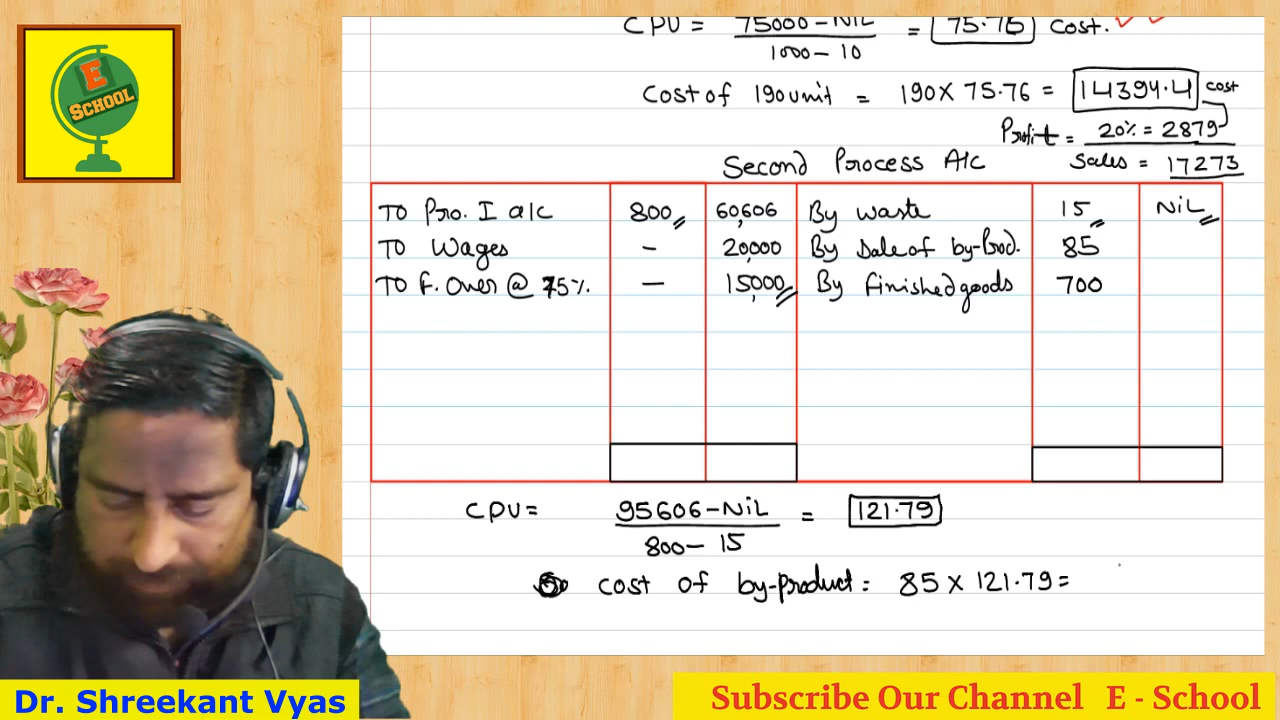 E
SCHOOL
CPU = 75000 - NIL / 1000 - 10 = 75.76 Cost.
Cost of 190 unit = 190 × 75.76 = 14394.4 cost
Profit = 20% = 2879
Sales = 17273
Second Process A/C
To Pro. I a/c 800 60,606 By waste 15 NIL
To Wages - 20,000 By Sale of by-Prod. 85
To F. Over @ 75% - 15,000 By Finished goods 700
CPU = 95606 - NIL / 800 - 15 = 121.79
cost of by-product = 85 × 121.79 =
Dr. Shreekant Vyas
Subscribe Our Channel E - School